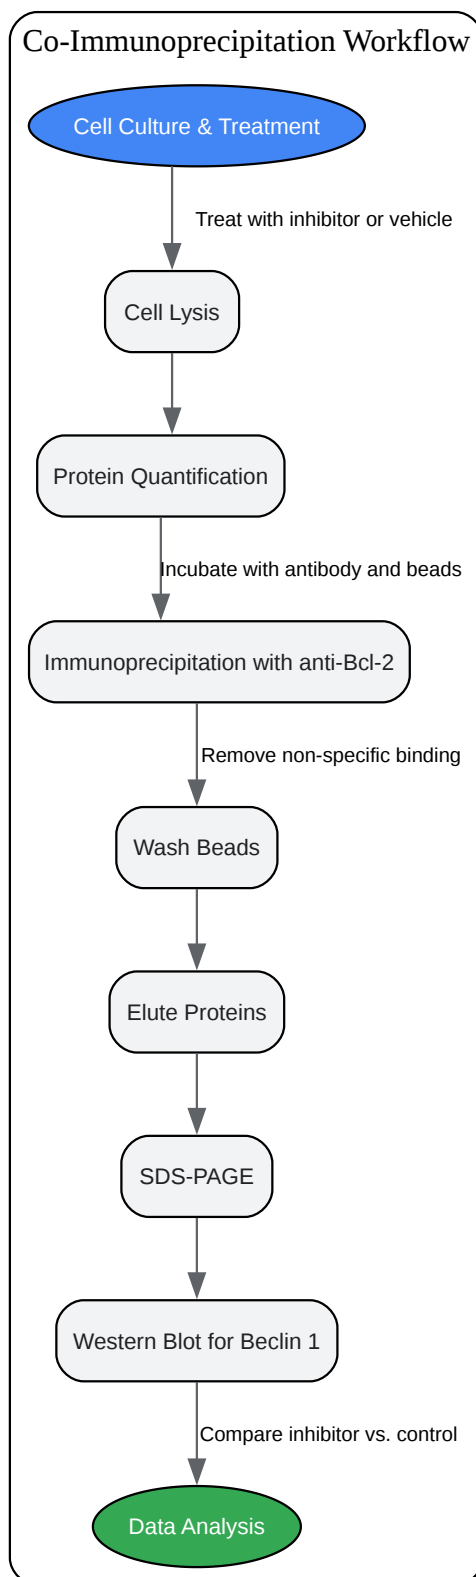 Co-Immunoprecipitation Workflow
Cell Culture & Treatment
Treat with inhibitor or vehicle
Cell Lysis
Protein Quantification
Incubate with antibody and beads
Immunoprecipitation with anti-Bcl-2
Remove non-specific binding
Wash Beads
Elute Proteins
SDS-PAGE
Western Blot for Beclin 1
Compare inhibitor vs. control
Data Analysis